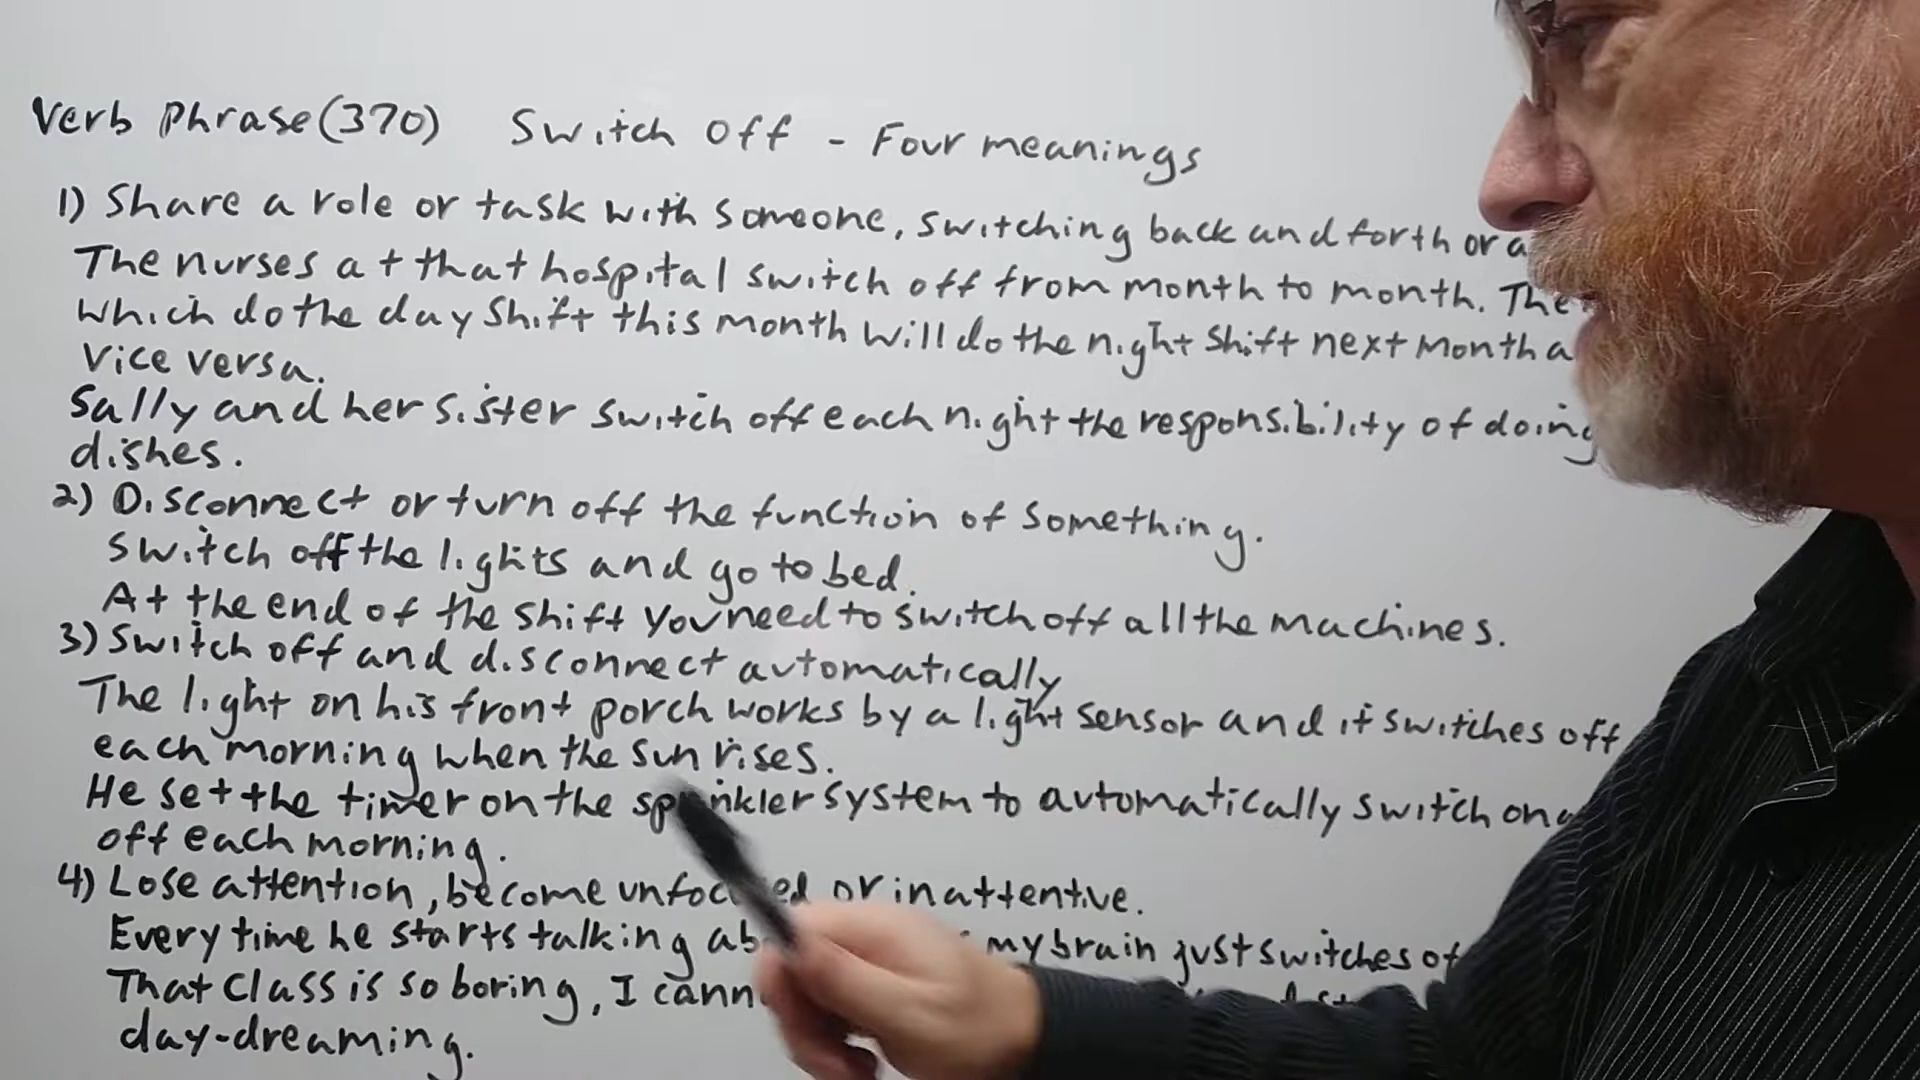 Verb Phrase (370) Switch Off - Four meanings
1) Share a role or task with someone, switching back and forth or
The nurses at that hospital switch off from month to month.
which do the day shift this month will do the night shift next month
vice versa.
Sally and her sister switch off each night the responsibility of doing
dishes.
2) Disconnect or turn off the function of something.
Switch off the lights and go to bed.
At the end of the shift you need to switch off all the machines.
3) Switch off and disconnect automatically
The light on his front porch works by a light sensor and it switches off
each morning when the sun rises.
He set the timer on the sprinkler system to automatically switch on
off each morning.
4) Lose attention, become unfocused or inattentive.
Every time he starts talking my brain just switches
That class is so boring, I
day-dreaming.